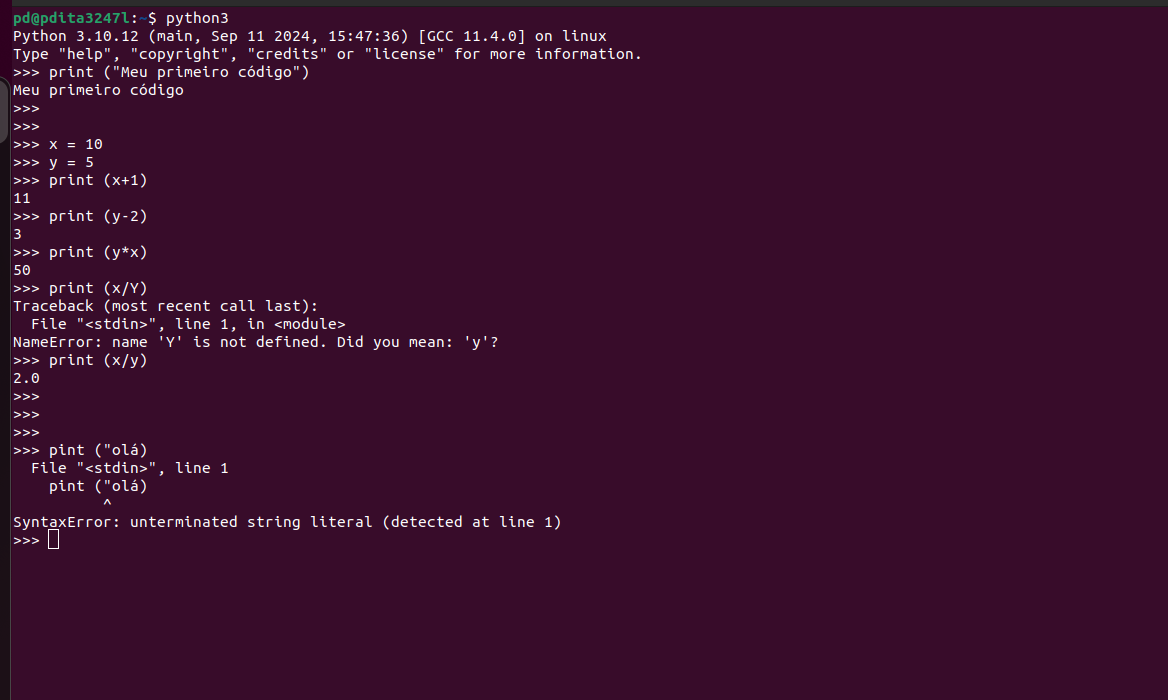 pd@pdita3247l:~$ python3
Python 3.10.12 (main, Sep 11 2024, 15:47:36) [GCC 11.4.0] on linux
Type "help", "copyright", "credits" or "license" for more information.
>>> print ("Meu primeiro código")
Meu primeiro código
>>>
>>>
>>> x = 10
>>> y = 5
>>> print (x+1)
11
>>> print (y-2)
3
>>> print (y*x)
50
>>> print (x/Y)
Traceback (most recent call last):
  File "<stdin>", line 1, in <module>
NameError: name 'Y' is not defined. Did you mean: 'y'?
>>> print (x/y)
2.0
>>>
>>>
>>>
>>> pint ("olá)
  File "<stdin>", line 1
    pint ("olá)
          ^
SyntaxError: unterminated string literal (detected at line 1)
>>>